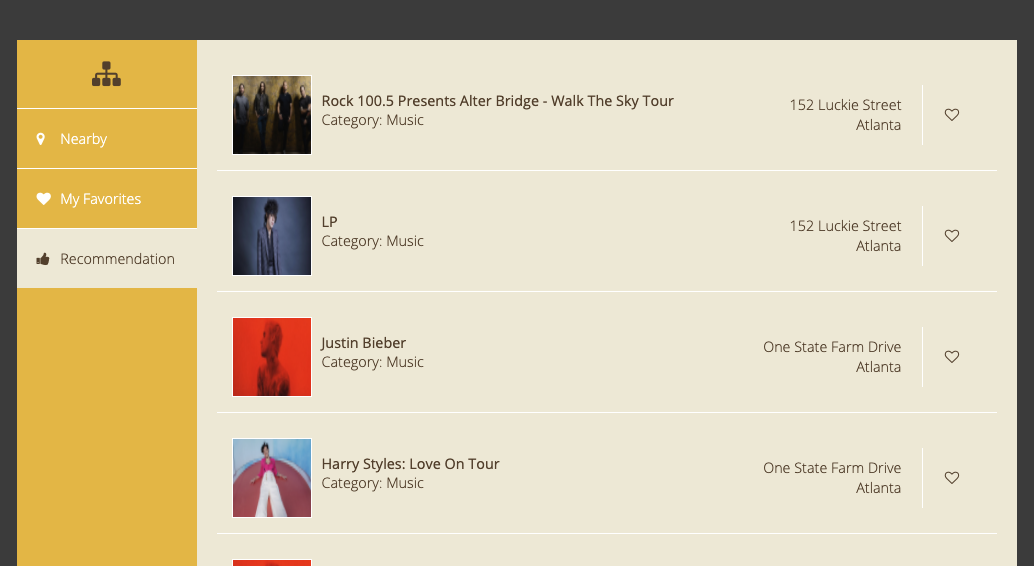 Nearby
My Favorites
Recommendation
Rock 100.5 Presents Alter Bridge - Walk The Sky Tour
Category: Music
152 Luckie Street
Atlanta
LP
Category: Music
152 Luckie Street
Atlanta
Justin Bieber
Category: Music
One State Farm Drive
Atlanta
Harry Styles: Love On Tour
Category: Music
One State Farm Drive
Atlanta